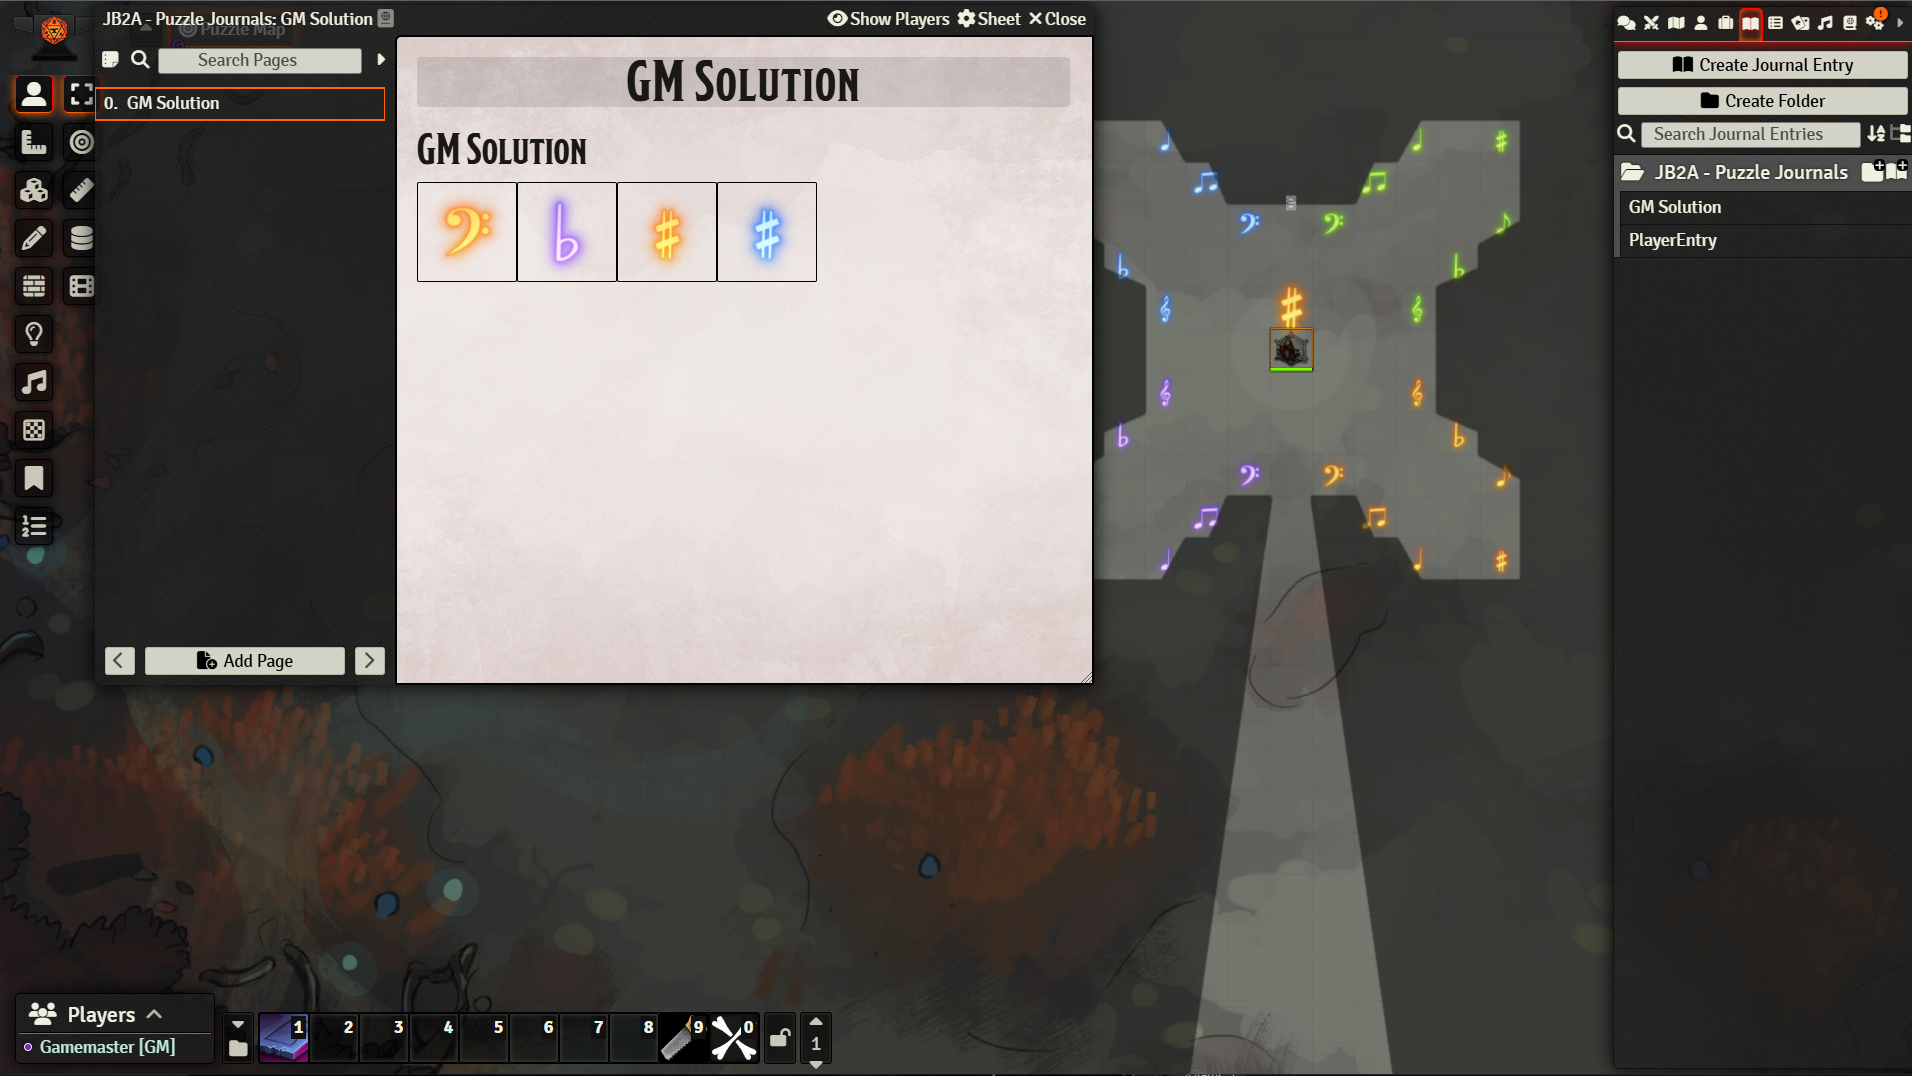 JB2A - Puzzle Journals: GM Solution
Show Players
Sheet
Close
Puzzle Map
Search Pages
0. GM Solution
Add Page
GM Solution
GM Solution
Create Journal Entry
Create Folder
Search Journal Entries
JB2A - Puzzle Journals
GM Solution
PlayerEntry
Players
Gamemaster [GM]
1
2
3
4
5
6
7
8
9
0
1